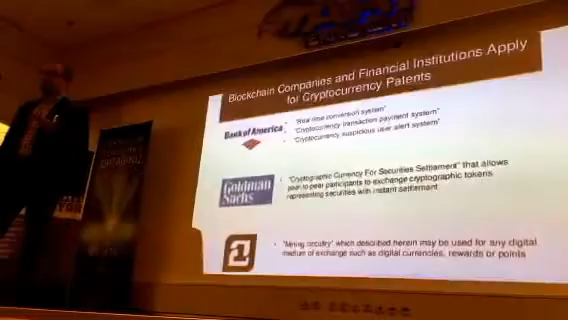 Blockchain Companies and Financial Institutions Apply
for Cryptocurrency Patents
Bank of America
• "Real time conversion system"
• "Cryptocurrency transaction payment system"
• "Cryptocurrency suspicious user alert system"
Goldman
Sachs
• "Cryptographic Currency For Securities Settlement" that allows
peer to peer participants to exchange cryptographic tokens
representing securities with instant settlement
21
• "Mining circuitry" which described herein may be used for any digital
medium of exchange such as digital currencies, rewards or points